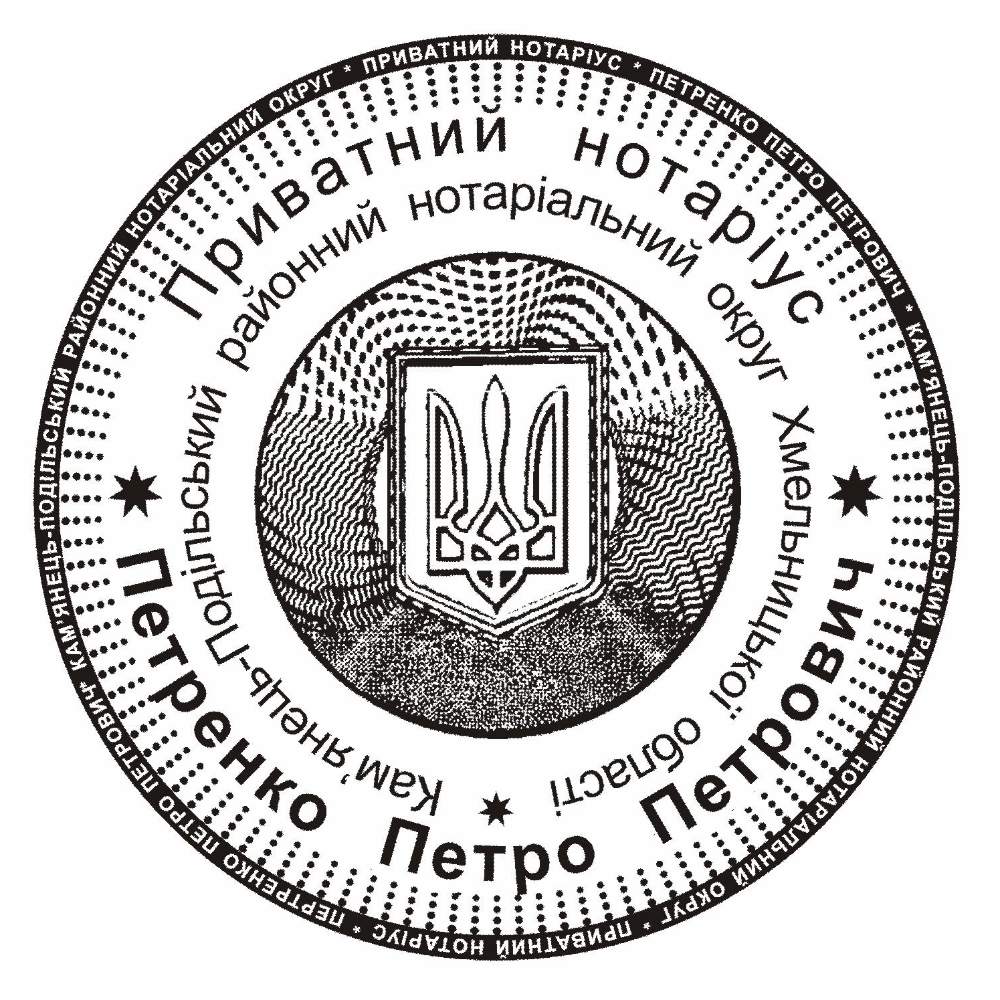 ПРИВАТНИЙ НОТАРІУС * ПЕТРЕНКО ПЕТРО ПЕТРОВИЧ * КАМ'ЯНЕЦЬ-ПОДІЛЬСЬКИЙ РАЙОННИЙ НОТАРІАЛЬНИЙ ОКРУГ * ПРИВАТНИЙ НОТАРІУС * ПЕРТРЕНКО ПЕТРО ПЕТРОВИЧ * КАМ'ЯНЕЦЬ-ПОДІЛЬСЬКИЙ РАЙОННИЙ НОТАРІАЛЬНИЙ ОКРУГ *
Приватний нотаріус
Петренко Петро Петрович
Кам'янець-Подільський районний нотаріальний округ Хмельницької області